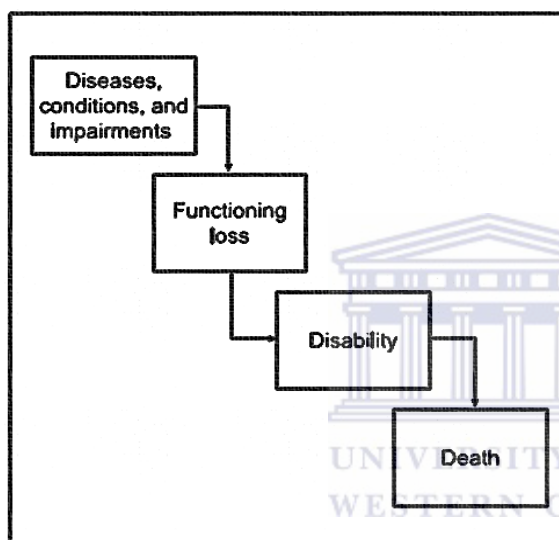 Diseases,
conditions, and
impairments
Functioning
loss
Disability
Death
UNIVERSITY
WESTERN C